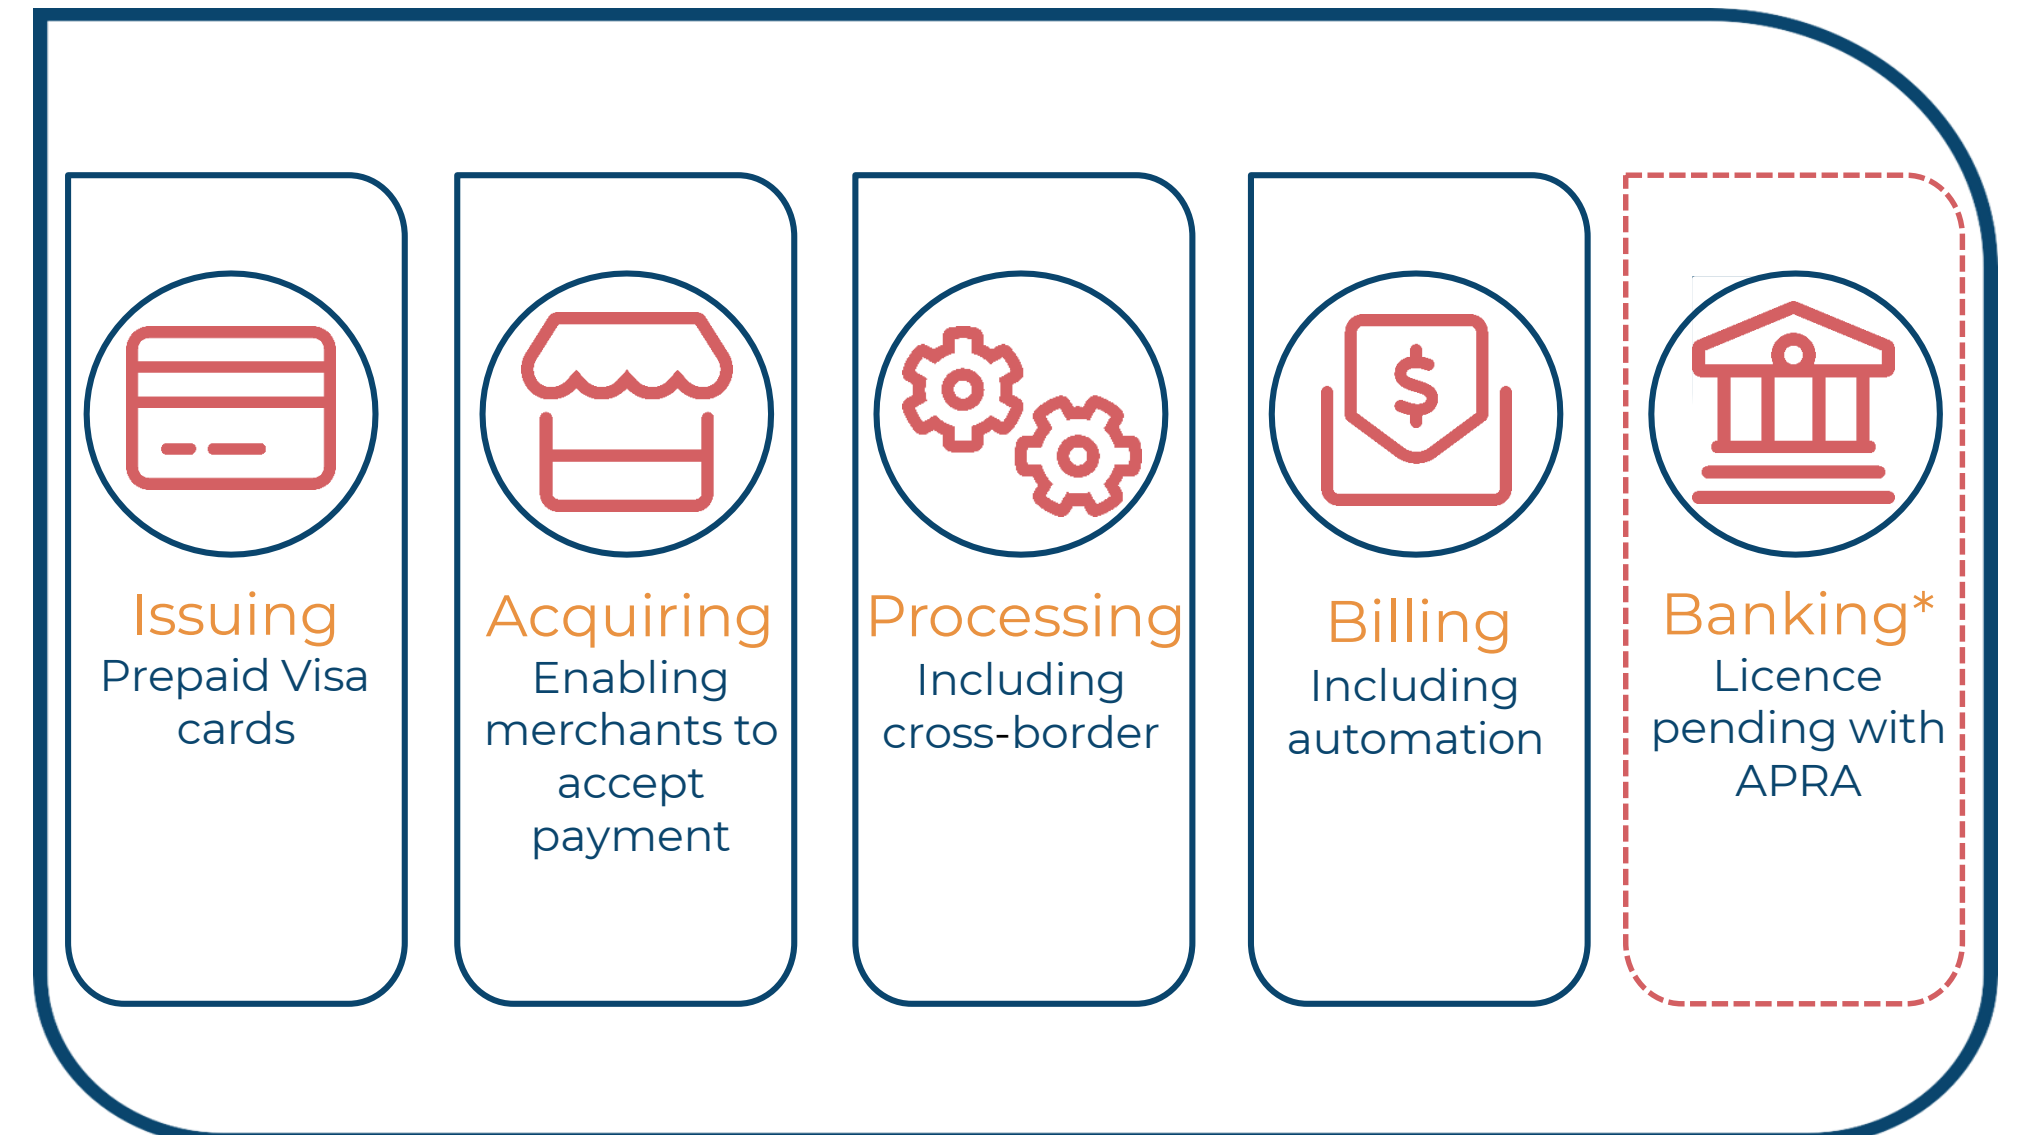 Issuing
Prepaid Visa
cards
Acquiring
Enabling
merchants to
accept
payment
Processing
Including
cross-border
Billing
Including
automation
Banking*
Licence
pending with
APRA
$